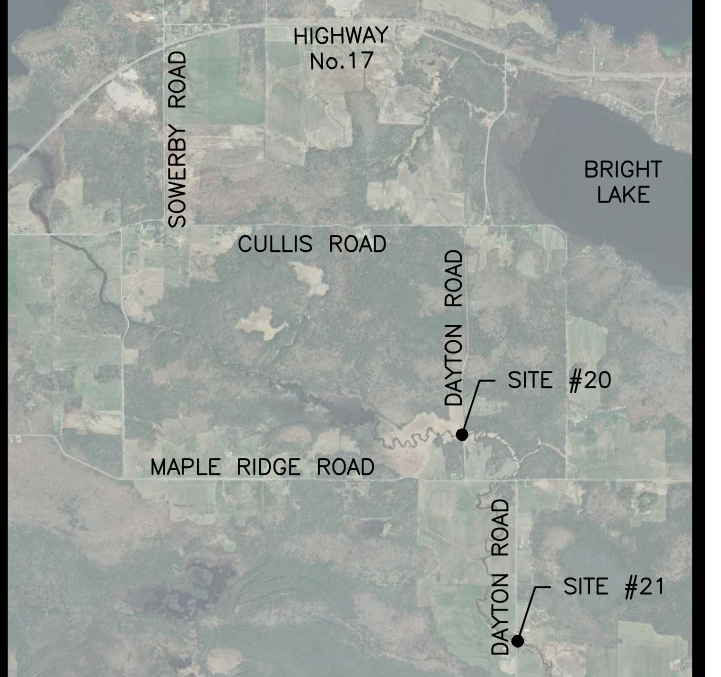 HIGHWAY
No.17
SOWERBY ROAD
BRIGHT
LAKE
CULLIS ROAD
DAYTON ROAD
SITE #20
MAPLE RIDGE ROAD
DAYTON ROAD
SITE #21